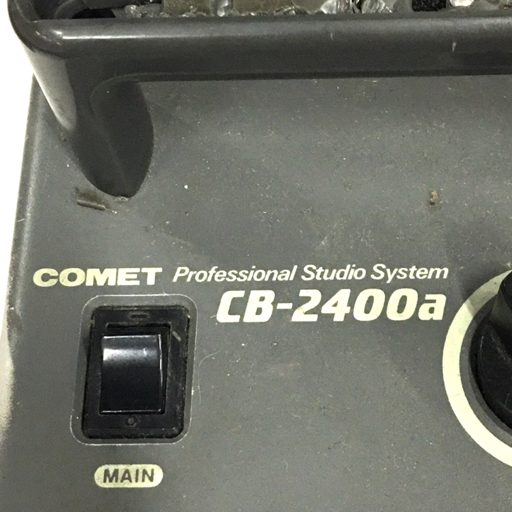 COMET Professional Studio System
CB-2400a
MAIN